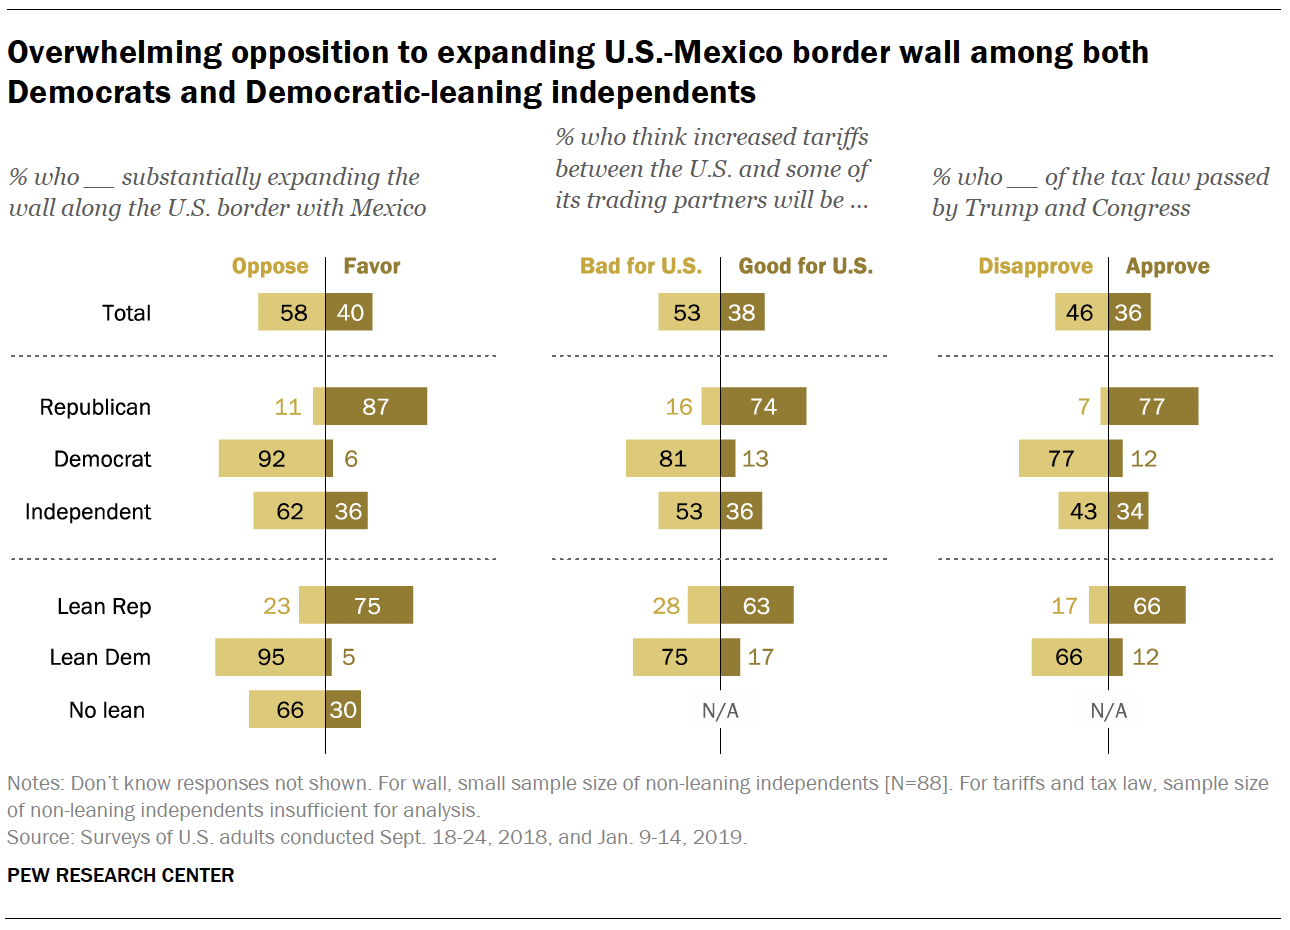 Overwhelming opposition to expanding U.S.-Mexico border wall among both
Democrats and Democratic-leaning independents
% who __ substantially expanding the
wall along the U.S. border with Mexico
% who think increased tariffs
between the U.S. and some of
its trading partners will be ...
% who __ of the tax law passed
by Trump and Congress
Oppose Favor Bad for U.S. Good for U.S. Disapprove Approve
Total 58 40 53 38 46 36
Republican 11 87 16 74 7 77
Democrat 92 6 81 13 77 12
Independent 62 36 53 36 43 34
Lean Rep 23 75 28 63 17 66
Lean Dem 95 5 75 17 66 12
No lean 66 30 N/A N/A
Notes: Don't know responses not shown. For wall, small sample size of non-leaning independents [N=88]. For tariffs and tax law, sample size
of non-leaning independents insufficient for analysis.
Source: Surveys of U.S. adults conducted Sept. 18-24, 2018, and Jan. 9-14, 2019.
PEW RESEARCH CENTER